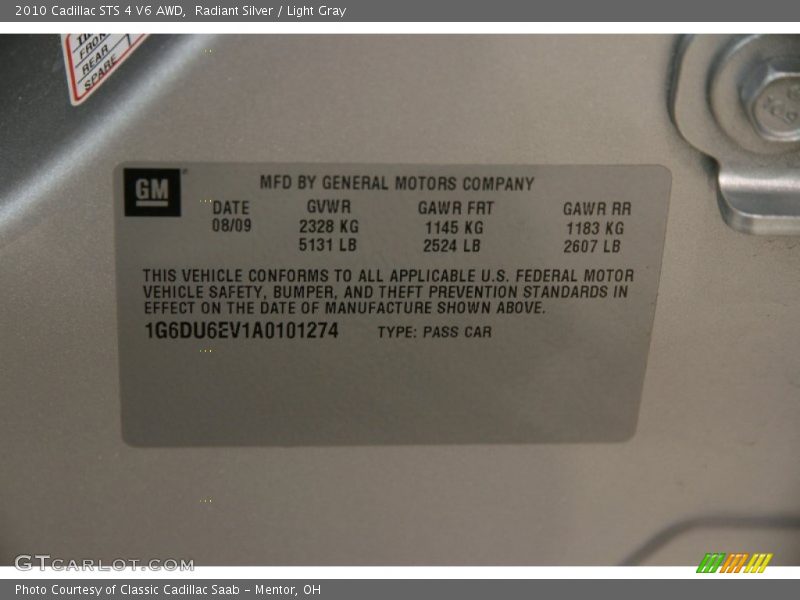 2010 Cadillac STS 4 V6 AWD, Radiant Silver / Light Gray
FRONT
REAR
SPARE
GM
MFD BY GENERAL MOTORS COMPANY
DATE GVWR GAWR FRT GAWR RR
08/09 2328 KG 1145 KG 1183 KG
5131 LB 2524 LB 2607 LB
THIS VEHICLE CONFORMS TO ALL APPLICABLE U.S. FEDERAL MOTOR
VEHICLE SAFETY, BUMPER, AND THEFT PREVENTION STANDARDS IN
EFFECT ON THE DATE OF MANUFACTURE SHOWN ABOVE.
1G6DU6EV1A0101274 TYPE: PASS CAR
GTCARLOT.COM
Photo Courtesy of Classic Cadillac Saab - Mentor, OH